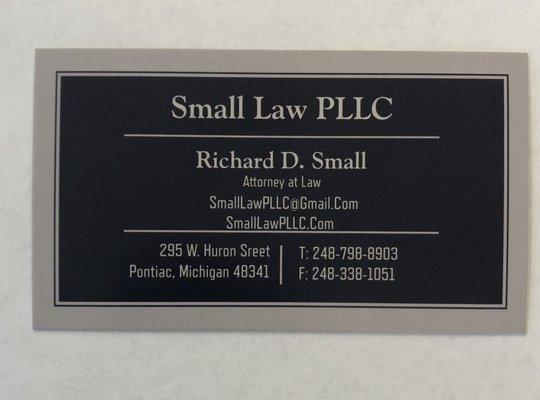 Small Law PLLC
Richard D. Small
Attorney at Law
SmallLawPLLC@Gmail.Com
SmallLawPLLC.Com
295 W. Huron Sreet
Pontiac, Michigan 48341
T: 248-798-8903
F: 248-338-1051